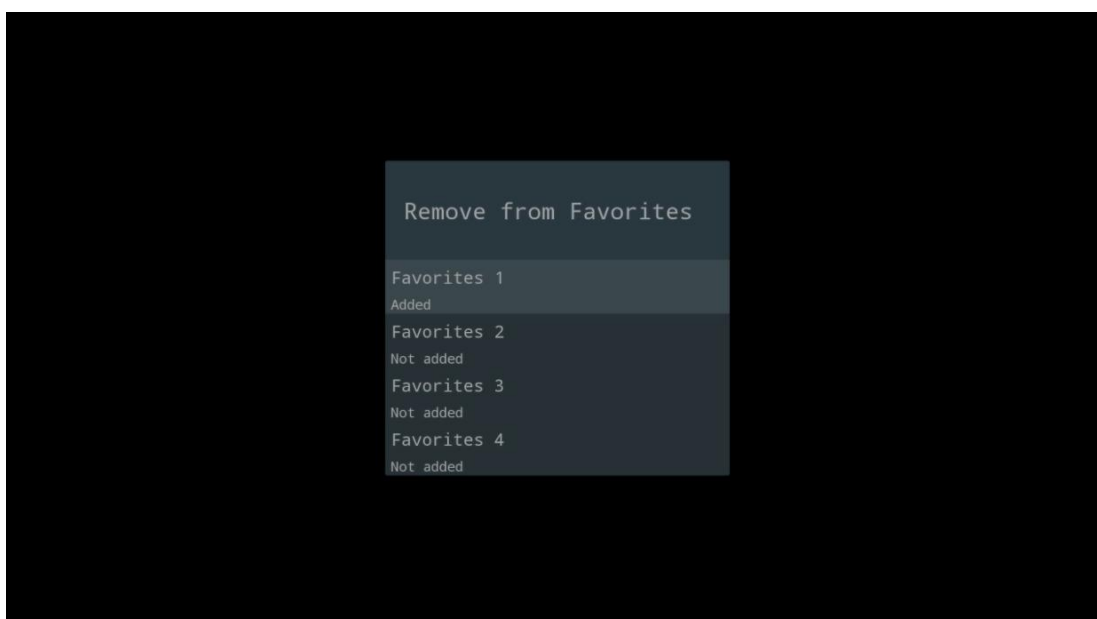 Remove from Favorites
Favorites 1
Added
Favorites 2
Not added
Favorites 3
Not added
Favorites 4
Not added